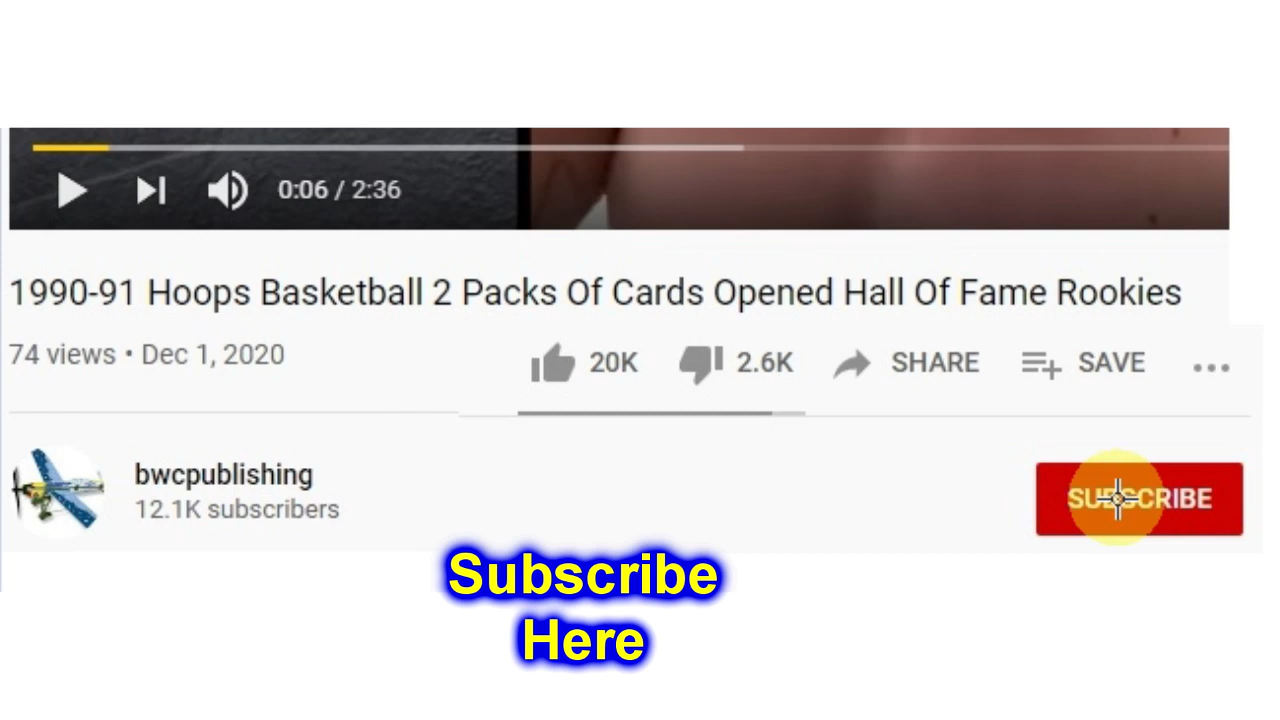 0:06 / 2:36
1990-91 Hoops Basketball 2 Packs Of Cards Opened Hall Of Fame Rookies
74 views • Dec 1, 2020
20K 2.6K SHARE SAVE
bwcpublishing
12.1K subscribers
SUBSCRIBE
Subscribe
Here